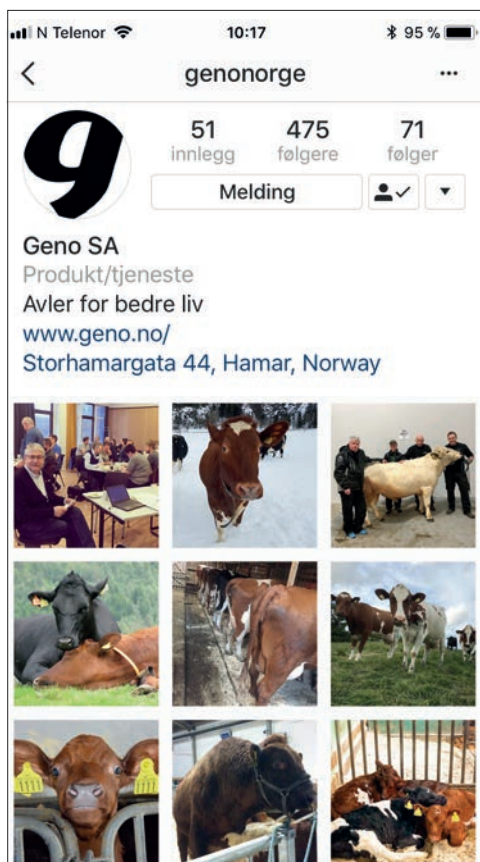 N Telenor 10:17 95 %
genonorge
51 475 71
innlegg følgere følger
Melding
Geno SA
Produkt/tjeneste
Avler for bedre liv
www.geno.no/
Storhamargata 44, Hamar, Norway